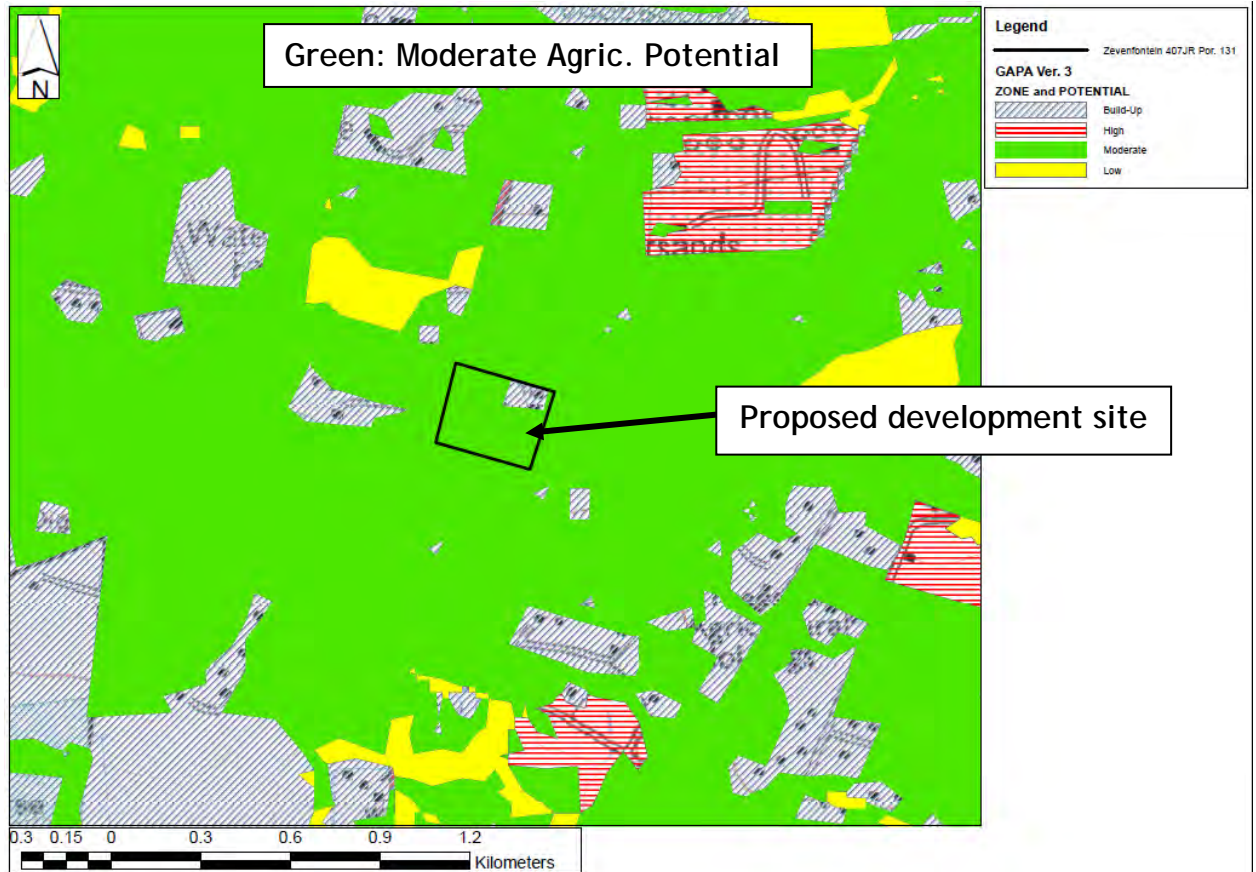 Green: Moderate Agric. Potential
N
Legend
Zevenfontein 407JR Por. 131
GAPA Ver. 3
ZONE and POTENTIAL
Build-Up
High
Moderate
Low
rsands
Proposed development site
0.3 0.15 0 0.3 0.6 0.9 1.2
Kilometers